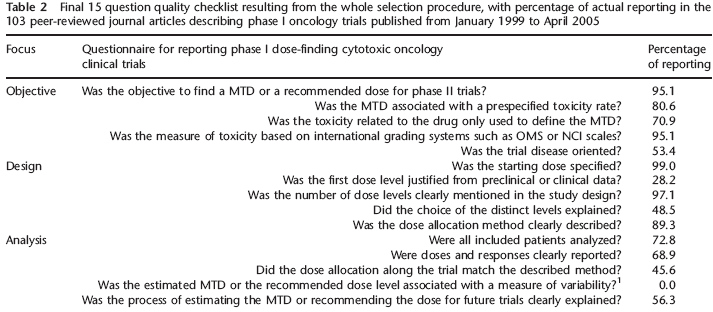 Table 2 Final 15 question quality checklist resulting from the whole selection procedure, with percentage of actual reporting in the
103 peer-reviewed journal articles describing phase I oncology trials published from January 1999 to April 2005
Focus Questionnaire for reporting phase I dose-finding cytotoxic oncology Percentage
clinical trials of reporting
Objective Was the objective to find a MTD or a recommended dose for phase II trials? 95.1
Was the MTD associated with a prespecified toxicity rate? 80.6
Was the toxicity related to the drug only used to define the MTD? 70.9
Was the measure of toxicity based on international grading systems such as OMS or NCI scales? 95.1
Was the trial disease oriented? 53.4
Design Was the starting dose specified? 99.0
Was the first dose level justified from preclinical or clinical data? 28.2
Was the number of dose levels clearly mentioned in the study design? 97.1
Did the choice of the distinct levels explained? 48.5
Was the dose allocation method clearly described? 89.3
Analysis Were all included patients analyzed? 72.8
Were doses and responses clearly reported? 68.9
Did the dose allocation along the trial match the described method? 45.6
Was the estimated MTD or the recommended dose level associated with a measure of variability?¹ 0.0
Was the process of estimating the MTD or recommending the dose for future trials clearly explained? 56.3